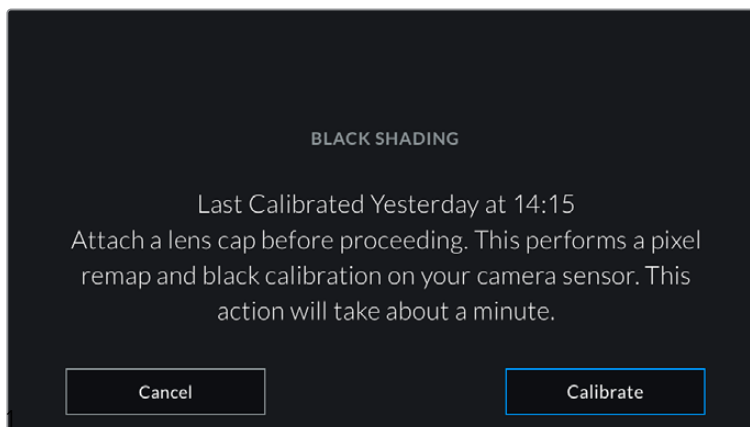 BLACK SHADING
Last Calibrated Yesterday at 14:15
Attach a lens cap before proceeding. This performs a pixel
remap and black calibration on your camera sensor. This
action will take about a minute.
Cancel
Calibrate
1